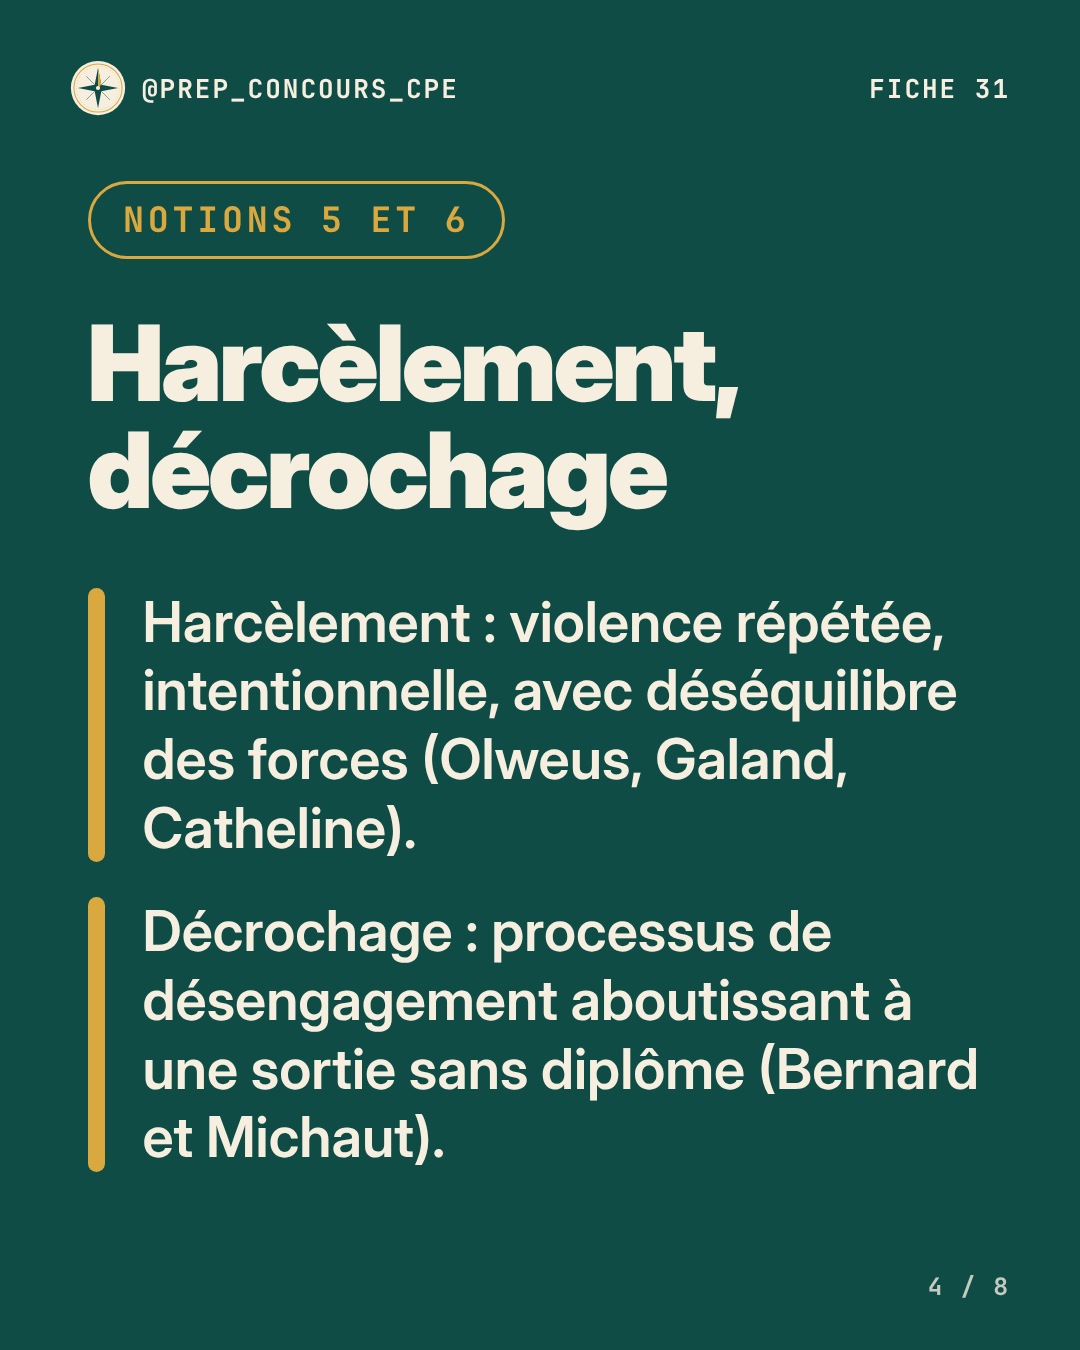 @PREP_CONCOURS_CPE
FICHE 31
NOTIONS 5 ET 6
Harcèlement,
décrochage
Harcèlement : violence répétée,
intentionnelle, avec déséquilibre
des forces (Olweus, Galand,
Catheline).
Décrochage : processus de
désengagement aboutissant à
une sortie sans diplôme (Bernard
et Michaut).
4 / 8